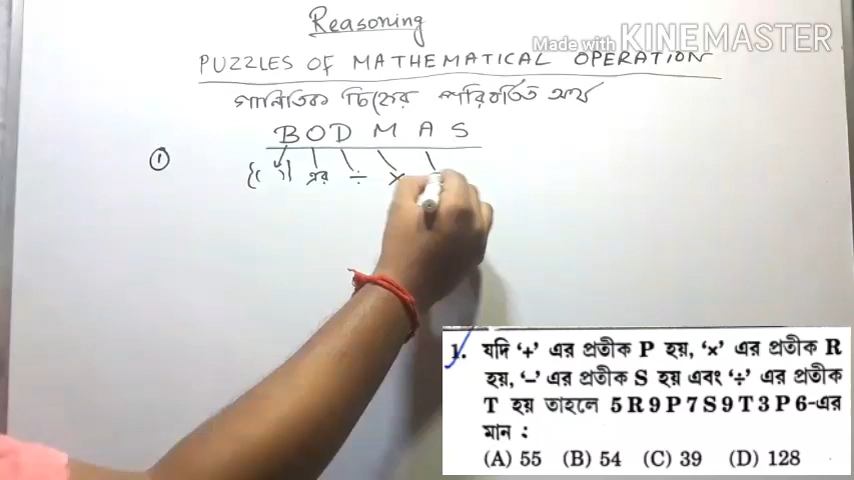 Reasoning
Made with KINEMASTER
PUZZLES OF MATHEMATICAL OPERATION
গানিতিক চিহ্নের পরিবর্তিত অর্থ
BODMAS
①
{( )} এর ÷ ×
1. যদি ‘+’ এর প্রতীক P হয়, ‘×’ এর প্রতীক R
হয়, ‘–’ এর প্রতীক S হয় এবং ‘÷’ এর প্রতীক
T হয় তাহলে 5R9P7S9T3P6-এর
মান :
(A) 55 (B) 54 (C) 39 (D) 128